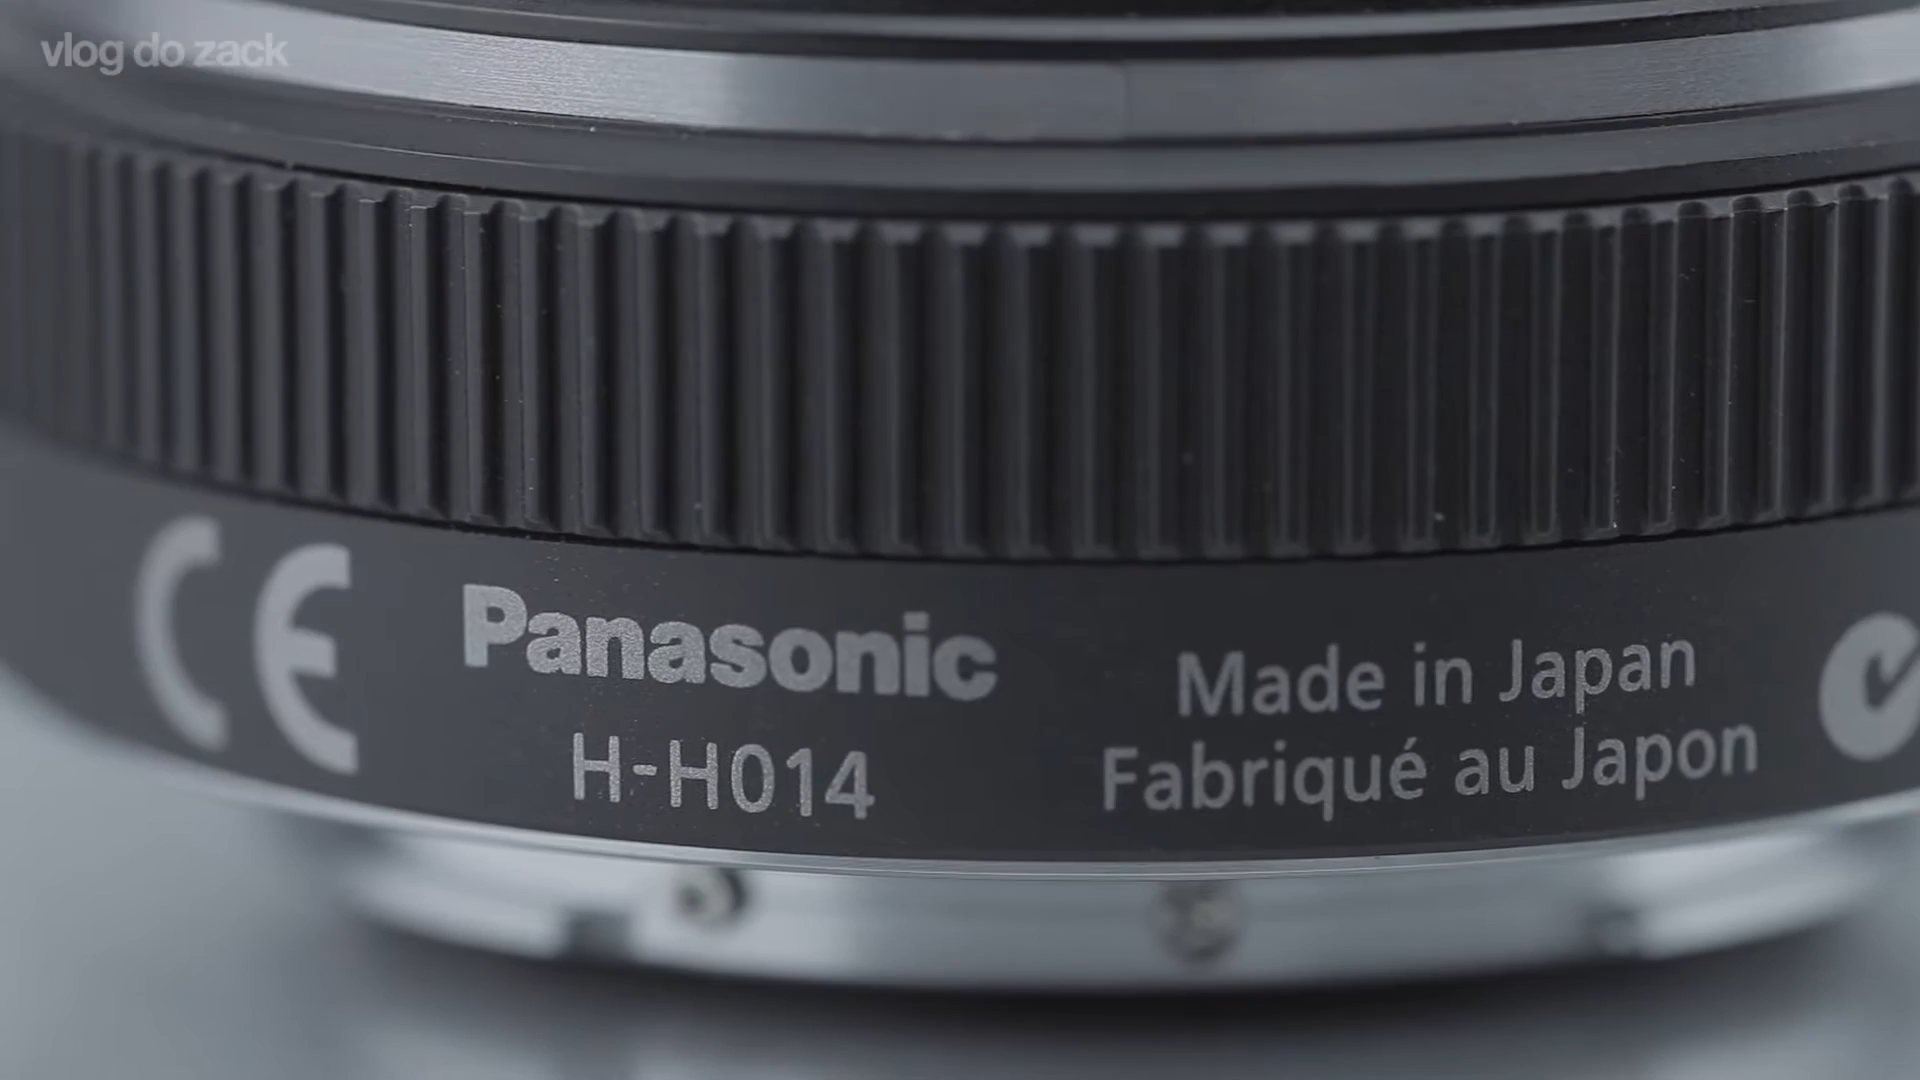 vlog do zack
CE
Panasonic
H-H014
Made in Japan
Fabriqué au Japon